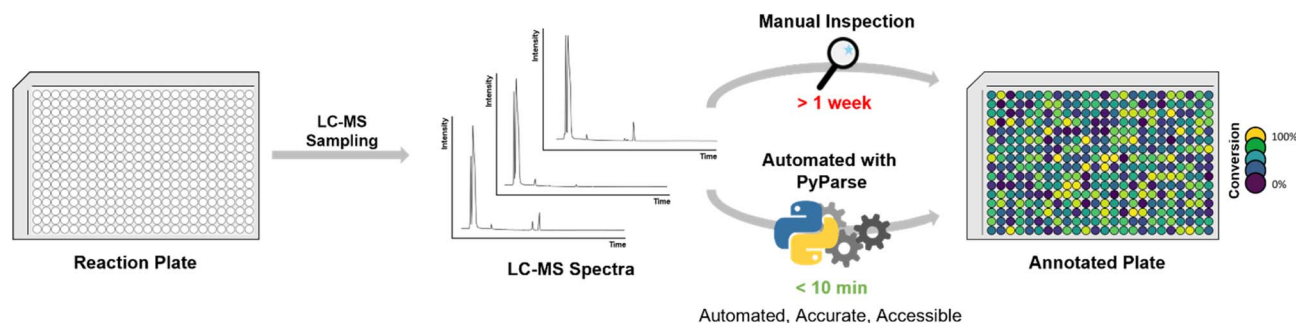 Reaction Plate
LC-MS
Sampling
Intensity
Time
Intensity
Time
Intensity
Time
LC-MS Spectra
Manual Inspection
> 1 week
Automated with
PyParse
< 10 min
Automated, Accurate, Accessible
Annotated Plate
Conversion
100%
0%